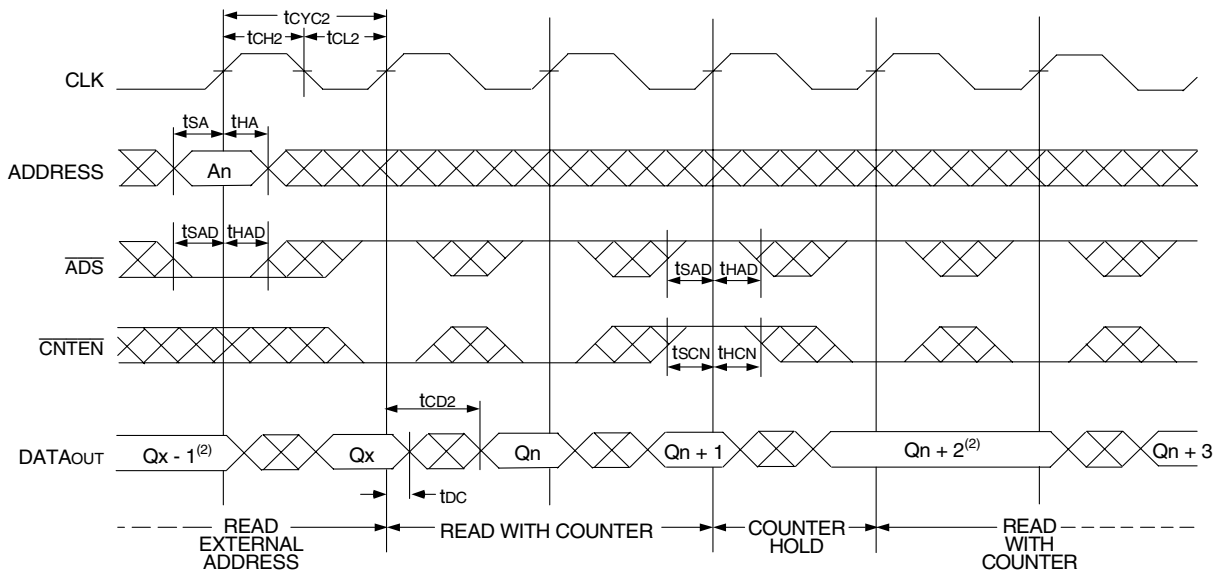 tCYC2
tCH2 tCL2
CLK
tSA tHA
ADDRESS An
tSAD tHAD
ADS
tSAD tHAD
CNTEN
tSCN tHCN
tCD2
DATAOUT Qx - 1(2) Qx Qn Qn + 1 Qn + 2(2) Qn + 3
tDC
READ EXTERNAL ADDRESS
READ WITH COUNTER
COUNTER HOLD
READ WITH COUNTER